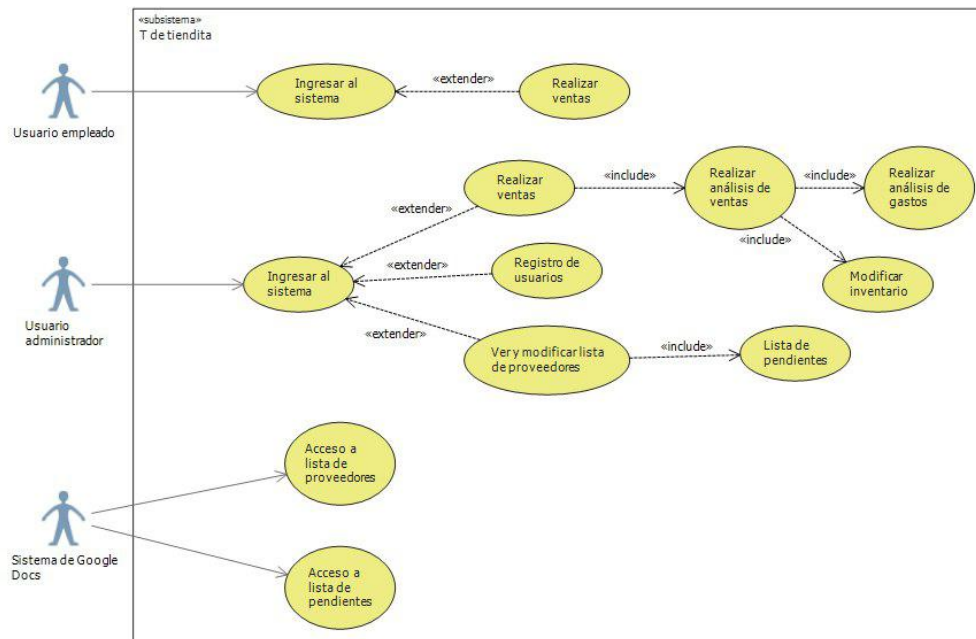 «subsistema»
T de tiendita
Usuario empleado
Ingresar al
sistema
«extender»
Realizar
ventas
Realizar
ventas
«include»
Realizar
análisis de
ventas
«include»
Realizar
análisis de
gastos
«extender»
«include»
Usuario
administrador
Ingresar al
sistema
«extender»
Registro de
usuarios
Modificar
inventario
«extender»
Ver y modificar lista
de proveedores
«include»
Lista de
pendientes
Acceso a
lista de
proveedores
Sistema de Google
Docs
Acceso a
lista de
pendientes